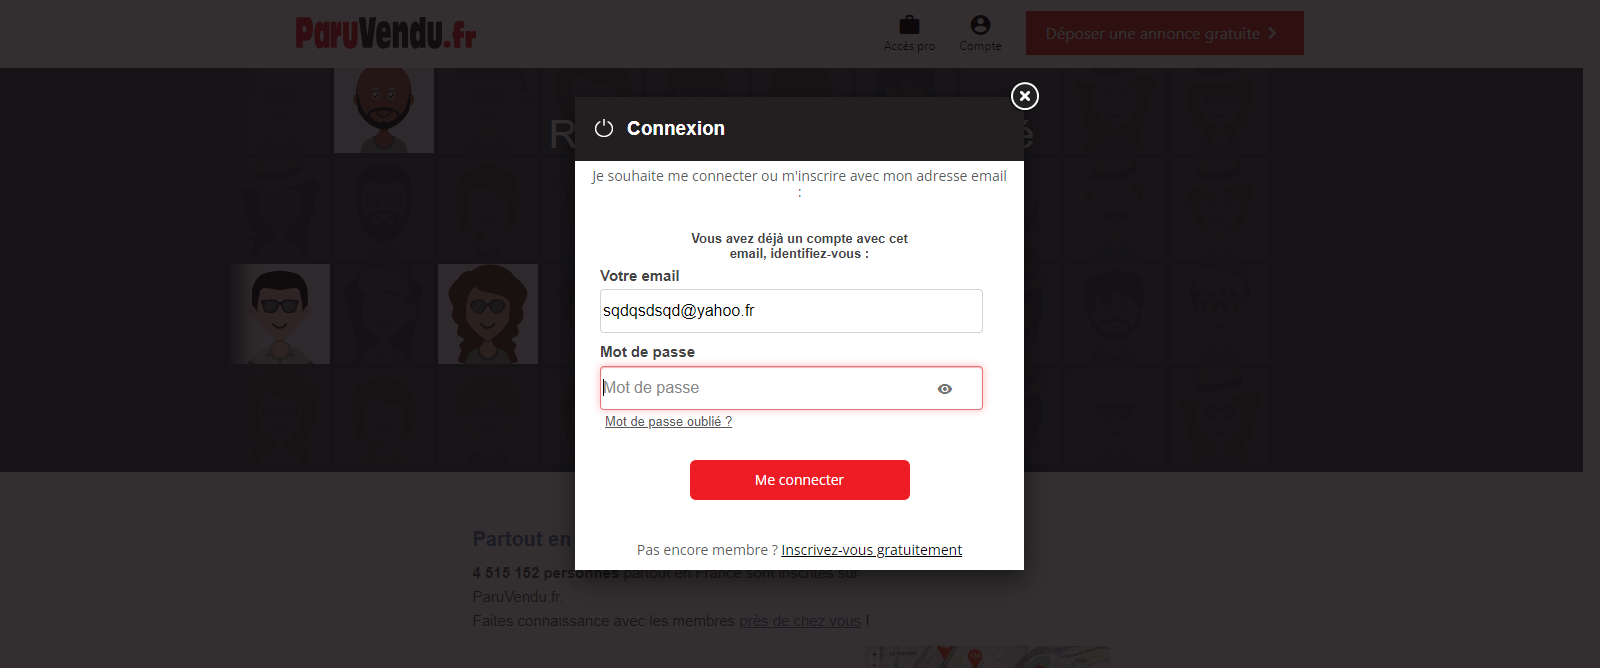 ParuVendu.fr
Accès pro
Compte
Déposer une annonce gratuite
R
é
Connexion
Je souhaite me connecter ou m'inscrire avec mon adresse email
:
Vous avez déjà un compte avec cet
email, identifiez-vous :
Votre email
sqdqsdsqd@yahoo.fr
Mot de passe
Mot de passe
Mot de passe oublié ?
Me connecter
Pas encore membre ? Inscrivez-vous gratuitement
Partout en
4 515 152 personnes partout en France sont inscrites sur
ParuVendu.fr.
Faites connaissance avec les membres près de chez vous !